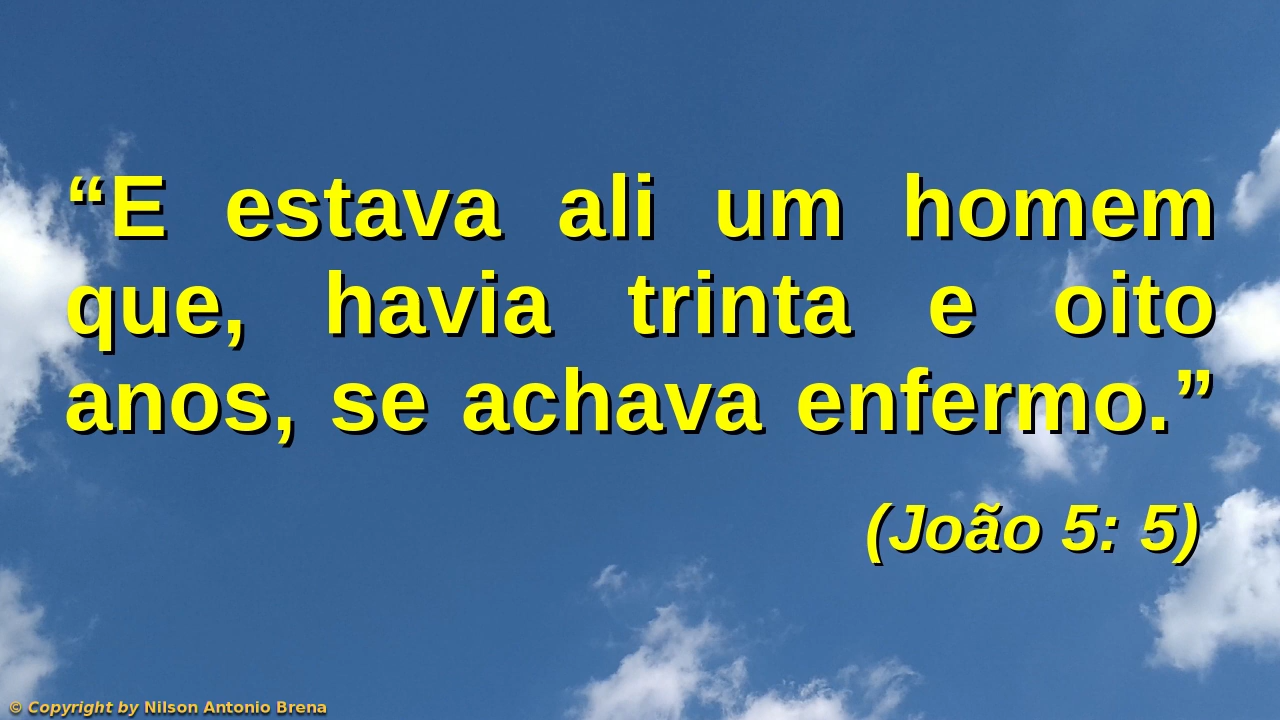 “E estava ali um homem
que, havia trinta e oito
anos, se achava enfermo.”
(João 5: 5)
© Copyright by Nilson Antonio Brena